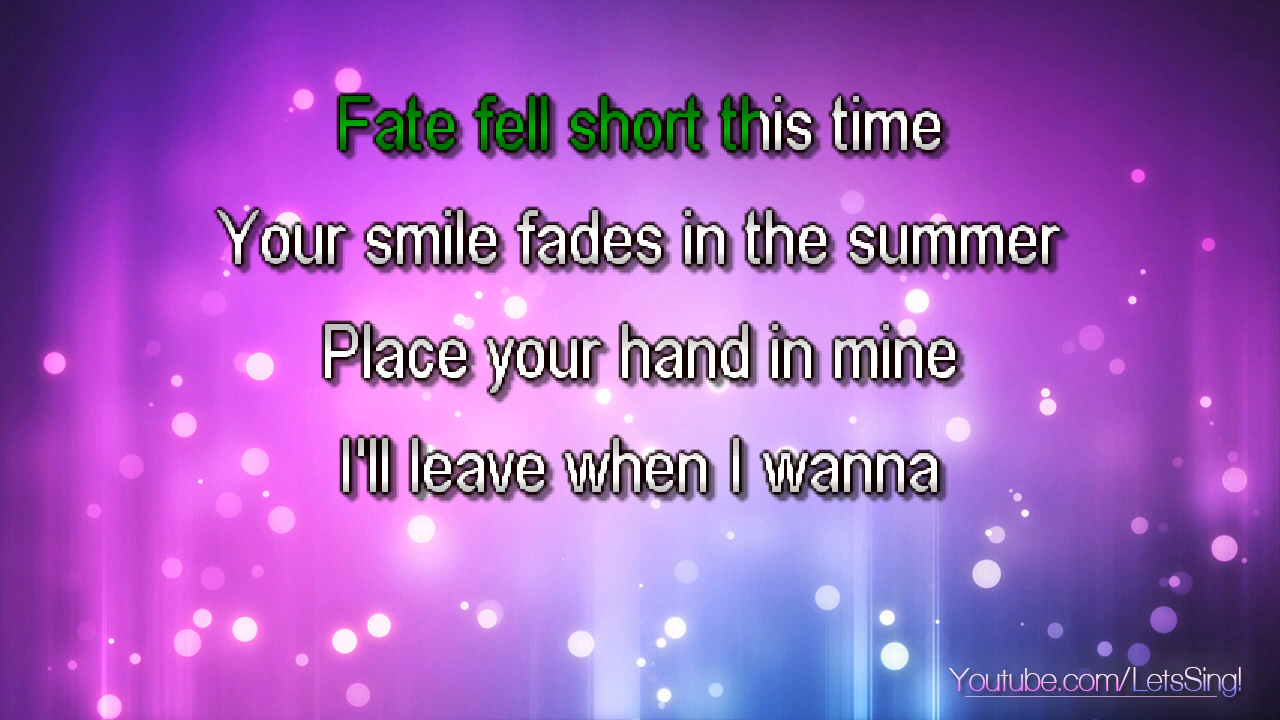 Fate fell short this time
Your smile fades in the summer
Place your hand in mine
I'll leave when I wanna
Youtube.com/LetsSing!